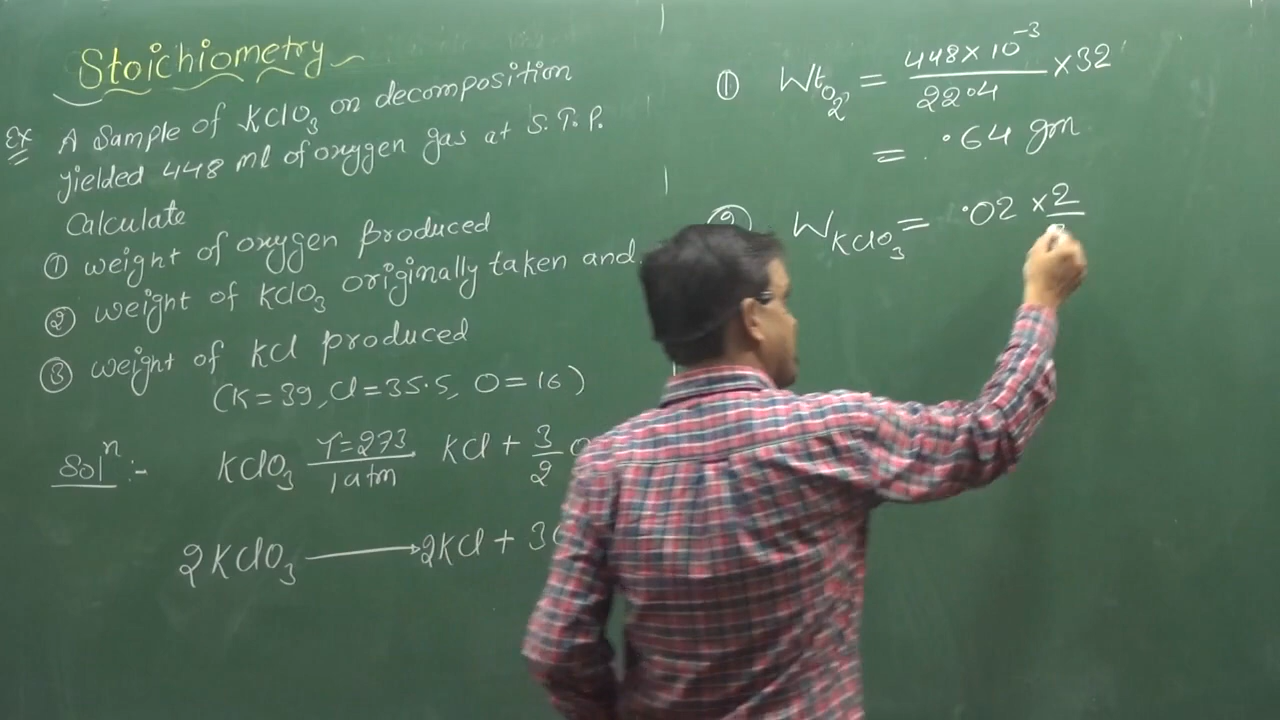 Stoichiometry
Ex A Sample of KClO3 on decomposition
yielded 448 ml of oxygen gas at S.T.P.
Calculate
① weight of oxygen produced
② weight of KClO3 originally taken and
③ weight of KCl produced
(K=39, Cl=35.5, O=16)
Solⁿ :- KClO3 T=273 / 1atm KCl + 3/2
2KClO3 ⟶ 2KCl + 3
① WtO2 = 448×10⁻³ / 22.4 ×32
= .64 gm
② WKClO3 = .02 × 2/